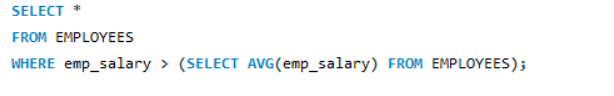 SELECT *
FROM EMPLOYEES
WHERE emp_salary > (SELECT AVG(emp_salary) FROM EMPLOYEES);